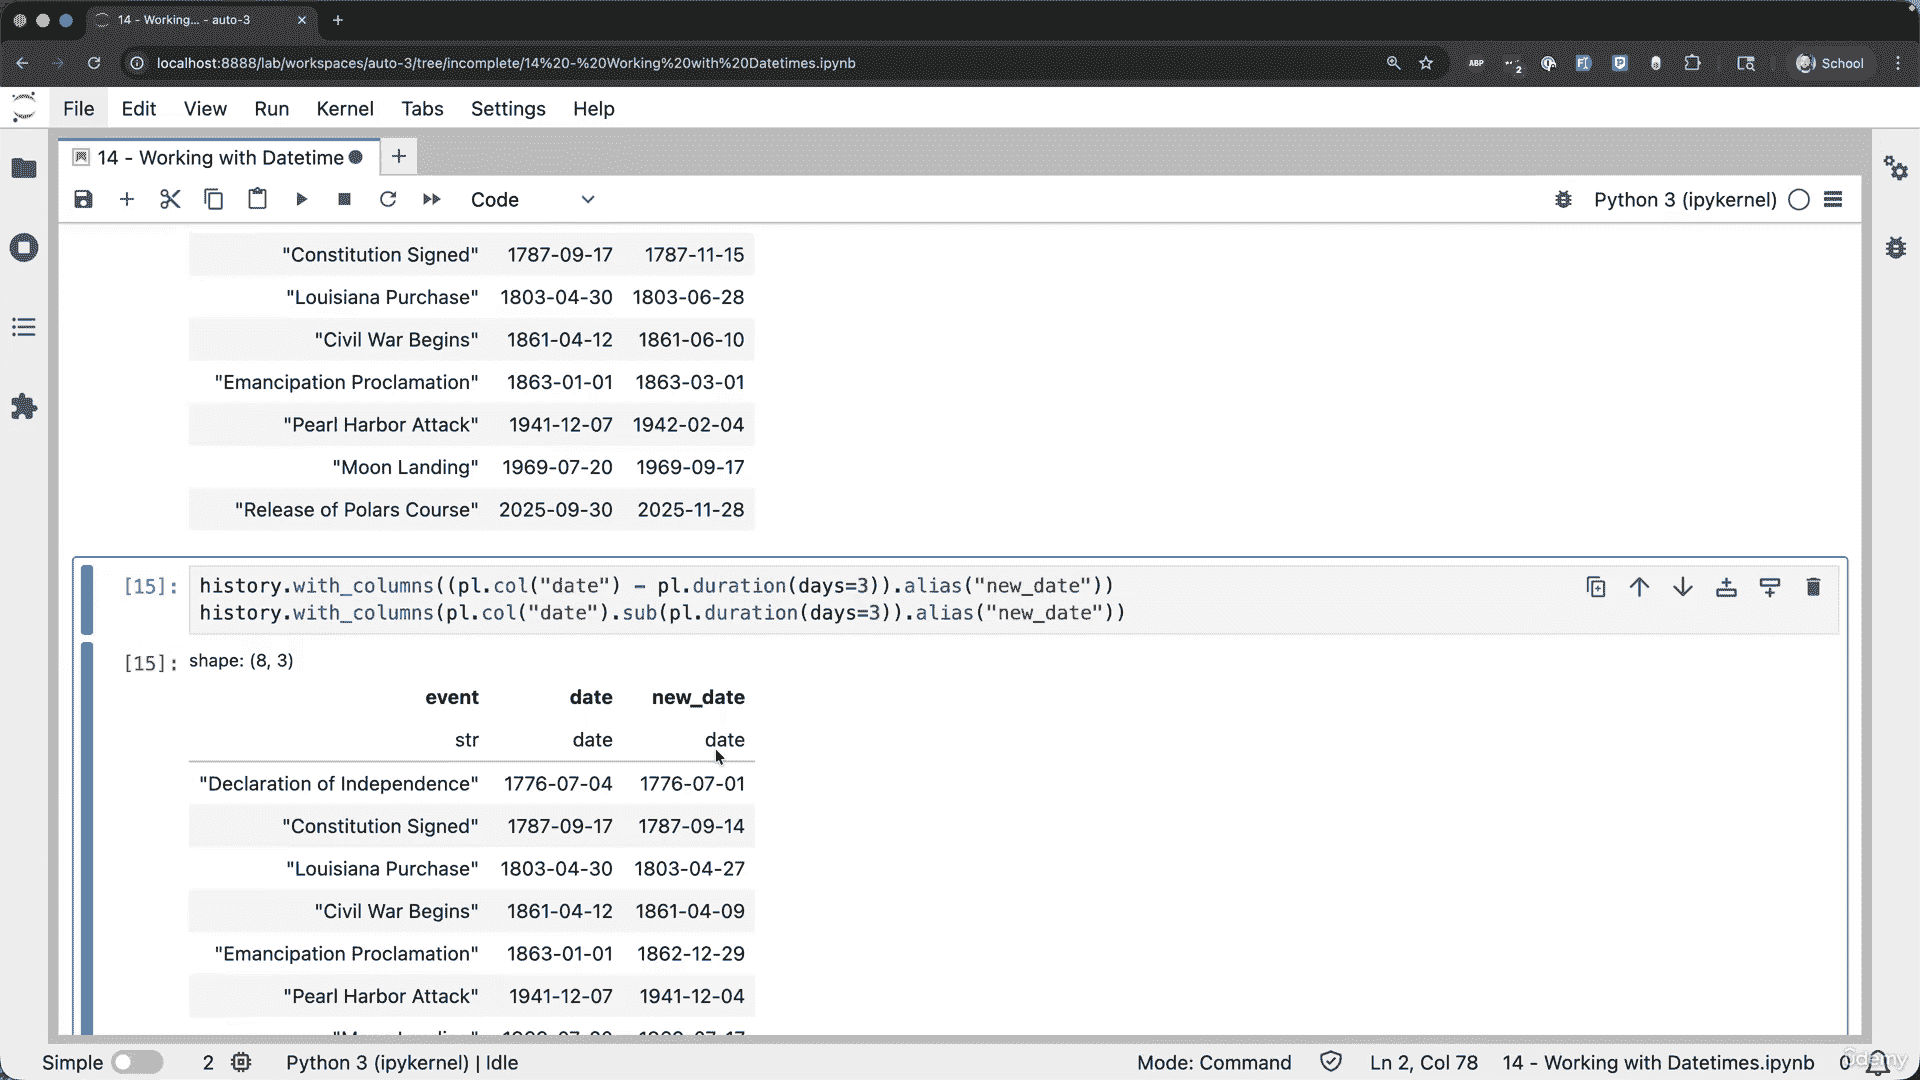 14 - Working... - auto-3
localhost:8888/lab/workspaces/auto-3/tree/incomplete/14%20-%20Working%20with%20Datetimes.ipynb
ABP
2
School
File Edit View Run Kernel Tabs Settings Help
14 - Working with Datetime
Code
Python 3 (ipykernel)
"Constitution Signed" 1787-09-17 1787-11-15
"Louisiana Purchase" 1803-04-30 1803-06-28
"Civil War Begins" 1861-04-12 1861-06-10
"Emancipation Proclamation" 1863-01-01 1863-03-01
"Pearl Harbor Attack" 1941-12-07 1942-02-04
"Moon Landing" 1969-07-20 1969-09-17
"Release of Polars Course" 2025-09-30 2025-11-28
[15]: history.with_columns((pl.col("date") - pl.duration(days=3)).alias("new_date"))
history.with_columns(pl.col("date").sub(pl.duration(days=3)).alias("new_date"))
[15]: shape: (8, 3)
event date new_date
str date date
"Declaration of Independence" 1776-07-04 1776-07-01
"Constitution Signed" 1787-09-17 1787-09-14
"Louisiana Purchase" 1803-04-30 1803-04-27
"Civil War Begins" 1861-04-12 1861-04-09
"Emancipation Proclamation" 1863-01-01 1862-12-29
"Pearl Harbor Attack" 1941-12-07 1941-12-04
Simple 2 Python 3 (ipykernel) | Idle Mode: Command Ln 2, Col 78 14 - Working with Datetimes.ipynb 0
Udemy